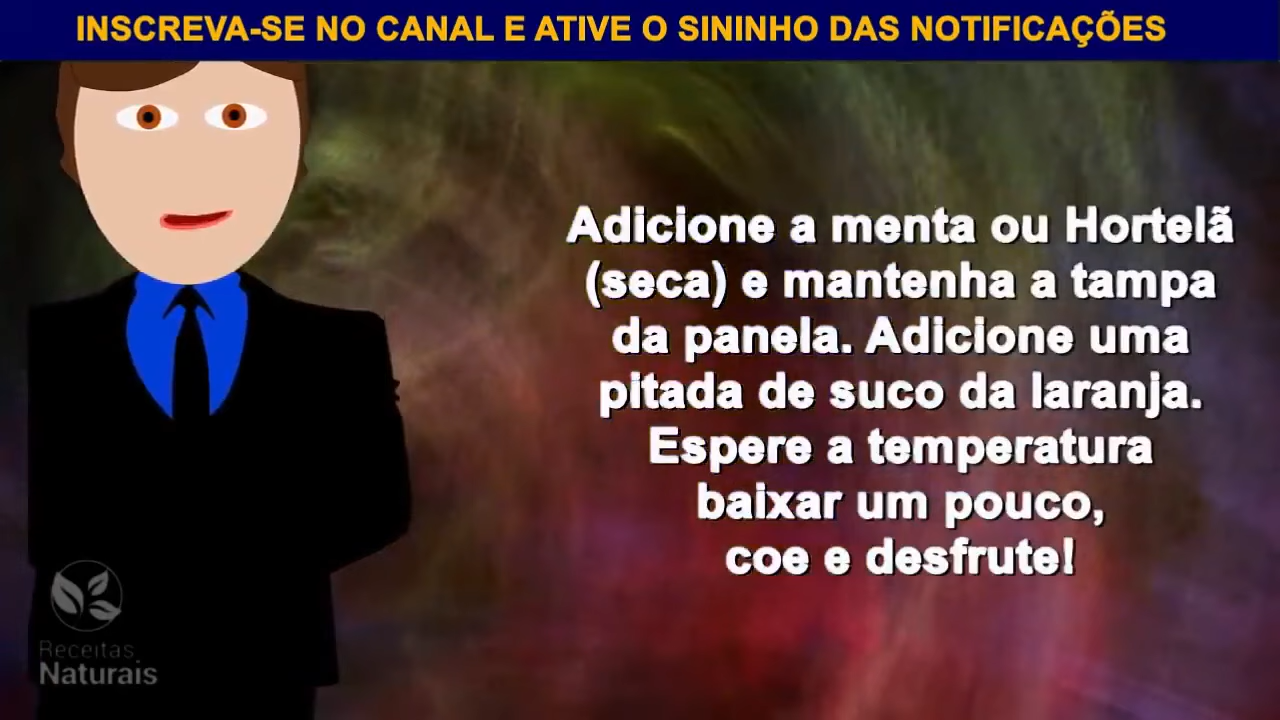 INSCREVA-SE NO CANAL E ATIVE O SININHO DAS NOTIFICAÇÕES
Adicione a menta ou Hortelã
(seca) e mantenha a tampa
da panela. Adicione uma
pitada de suco da laranja.
Espere a temperatura
baixar um pouco,
coe e desfrute!
Receitas
Naturais